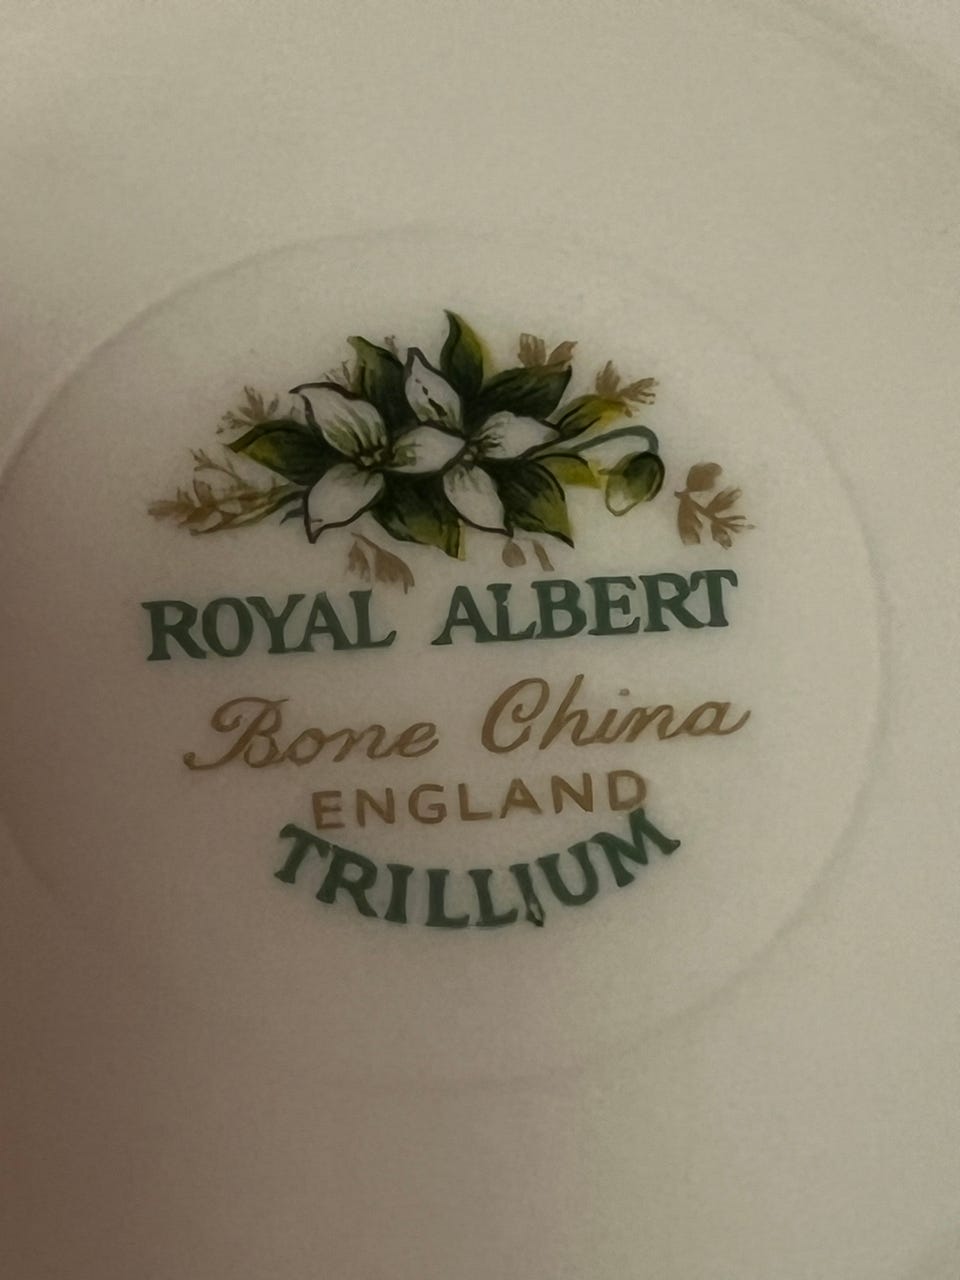 ROYAL ALBERT
Bone China
ENGLAND
TRILLIUM